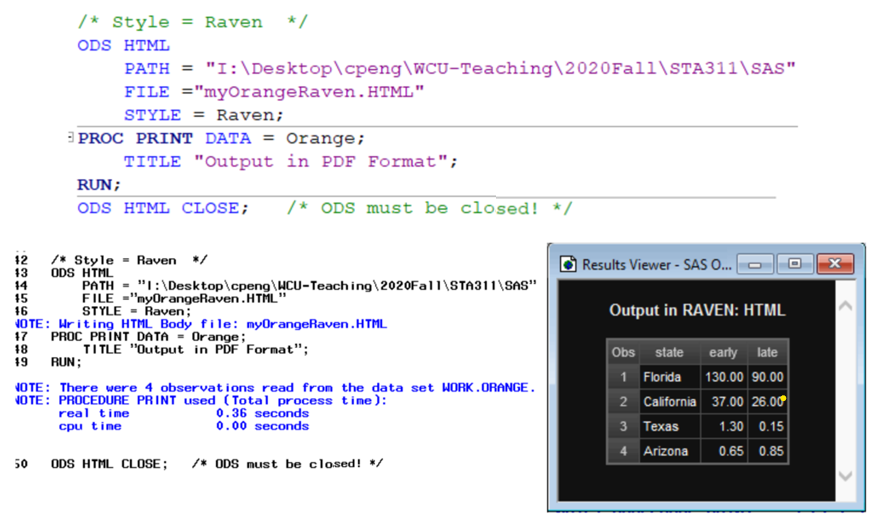 /* Style = Raven */
ODS HTML
PATH = "I:\Desktop\cpeng\WCU-Teaching\2020Fall\STA311\SAS"
FILE ="myOrangeRaven.HTML"
STYLE = Raven;
PROC PRINT DATA = Orange;
TITLE "Output in PDF Format";
RUN;
ODS HTML CLOSE; /* ODS must be closed! */
42 /* Style = Raven */
43 ODS HTML
44 PATH = "I:\Desktop\cpeng\WCU-Teaching\2020Fall\STA311\SAS"
45 FILE ="myOrangeRaven.HTML"
46 STYLE = Raven;
NOTE: Writing HTML Body file: myOrangeRaven.HTML
47 PROC PRINT DATA = Orange;
48 TITLE "Output in PDF Format";
49 RUN;
NOTE: There were 4 observations read from the data set WORK.ORANGE.
NOTE: PROCEDURE PRINT used (Total process time):
real time 0.36 seconds
cpu time 0.00 seconds
50 ODS HTML CLOSE; /* ODS must be closed! */
Results Viewer - SAS O...
Output in RAVEN: HTML
Obs state early late
1 Florida 130.00 90.00
2 California 37.00 26.00
3 Texas 1.30 0.15
4 Arizona 0.65 0.85